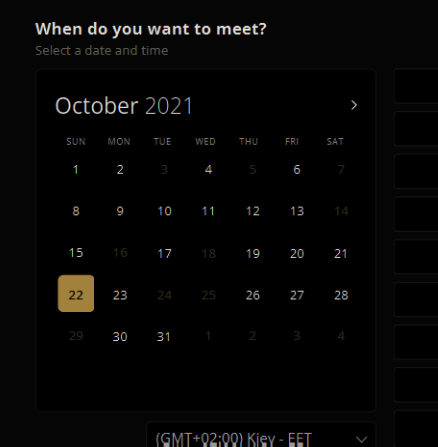 When do you want to meet?
Select a date and time
October 2021
SUN MON TUE WED THU FRI SAT
1 2 3 4 5 6 7
8 9 10 11 12 13 14
15 16 17 18 19 20 21
22 23 24 25 26 27 28
29 30 31 1 2 3 4
(GMT+02:00) Kiev - EET